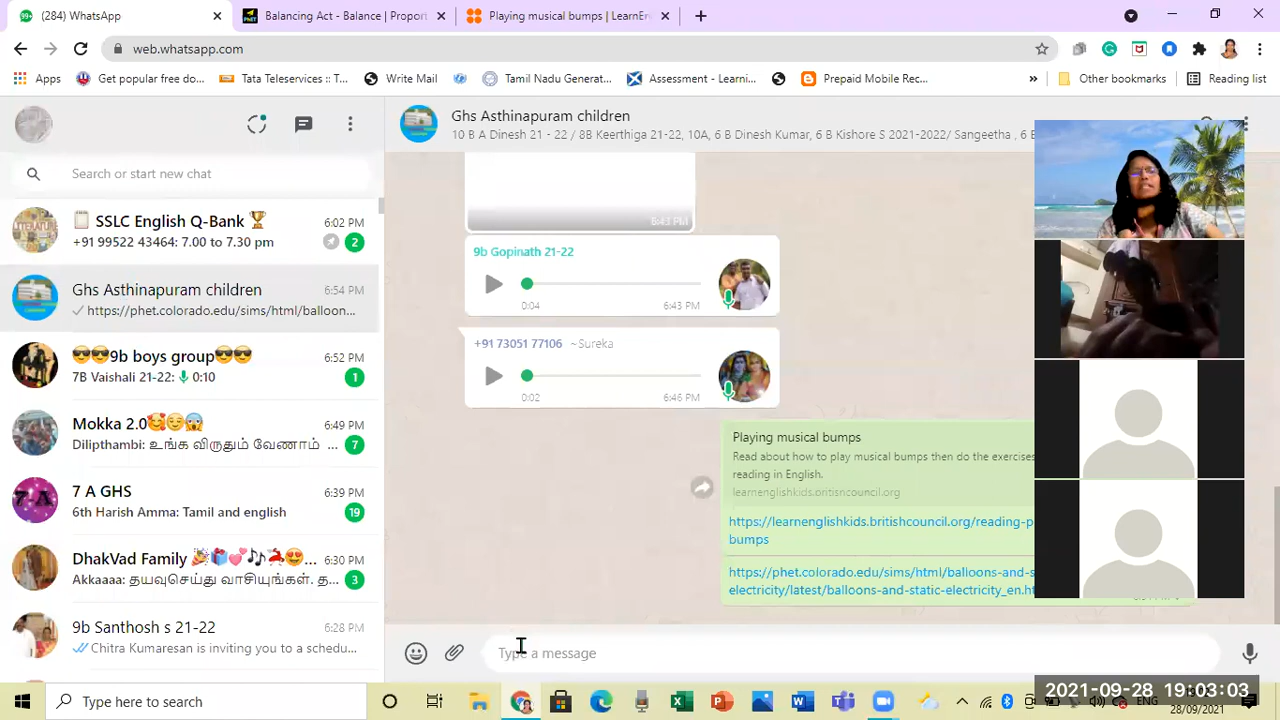 (284) WhatsApp
Balancing Act - Balance | Proport
Playing musical bumps | LearnEn
web.whatsapp.com
Apps
Get popular free do...
Tata Teleservices :: T...
Write Mail
Tamil Nadu Generat...
Assessment - Learni...
Prepaid Mobile Rec...
»
Other bookmarks
Reading list
Search or start new chat
SSLC English Q-Bank 🏆
6:02 PM
+91 99522 43464: 7.00 to 7.30 pm
2
Ghs Asthinapuram children
6:54 PM
https://phet.colorado.edu/sims/html/balloon...
😎😎9b boys group😎😎
6:52 PM
7B Vaishali 21-22: 0:10
1
Mokka 2.0🥰😌😱
6:49 PM
Dilipthambi: உங்க விருதும் வேணாம் ...
7
7 A GHS
6:39 PM
6th Harish Amma: Tamil and english
19
DhakVad Family 🎉🎁💕🎶💃😍...
6:30 PM
Akkaaaa: தயவுசெய்து வாசியுங்கள். த...
3
9b Santhosh s 21-22
6:28 PM
Chitra Kumaresan is inviting you to a schedu...
Ghs Asthinapuram children
10 B A Dinesh 21 - 22 / 8B Keerthiga 21-22, 10A, 6 B Dinesh Kumar, 6 B Kishore S 2021-2022/ Sangeetha , 6 B
6:43 PM
9b Gopinath 21-22
0:04
6:43 PM
+91 73051 77106 ~Sureka
0:02
6:46 PM
Playing musical bumps
Read about how to play musical bumps then do the exercises
reading in English.
learnenglishkids.britishcouncil.org
https://learnenglishkids.britishcouncil.org/reading-p
bumps
https://phet.colorado.edu/sims/html/balloons-and-s
electricity/latest/balloons-and-static-electricity_en.ht
Type a message
Type here to search
2021-09-28 19:03:03
ENG
28/09/2021